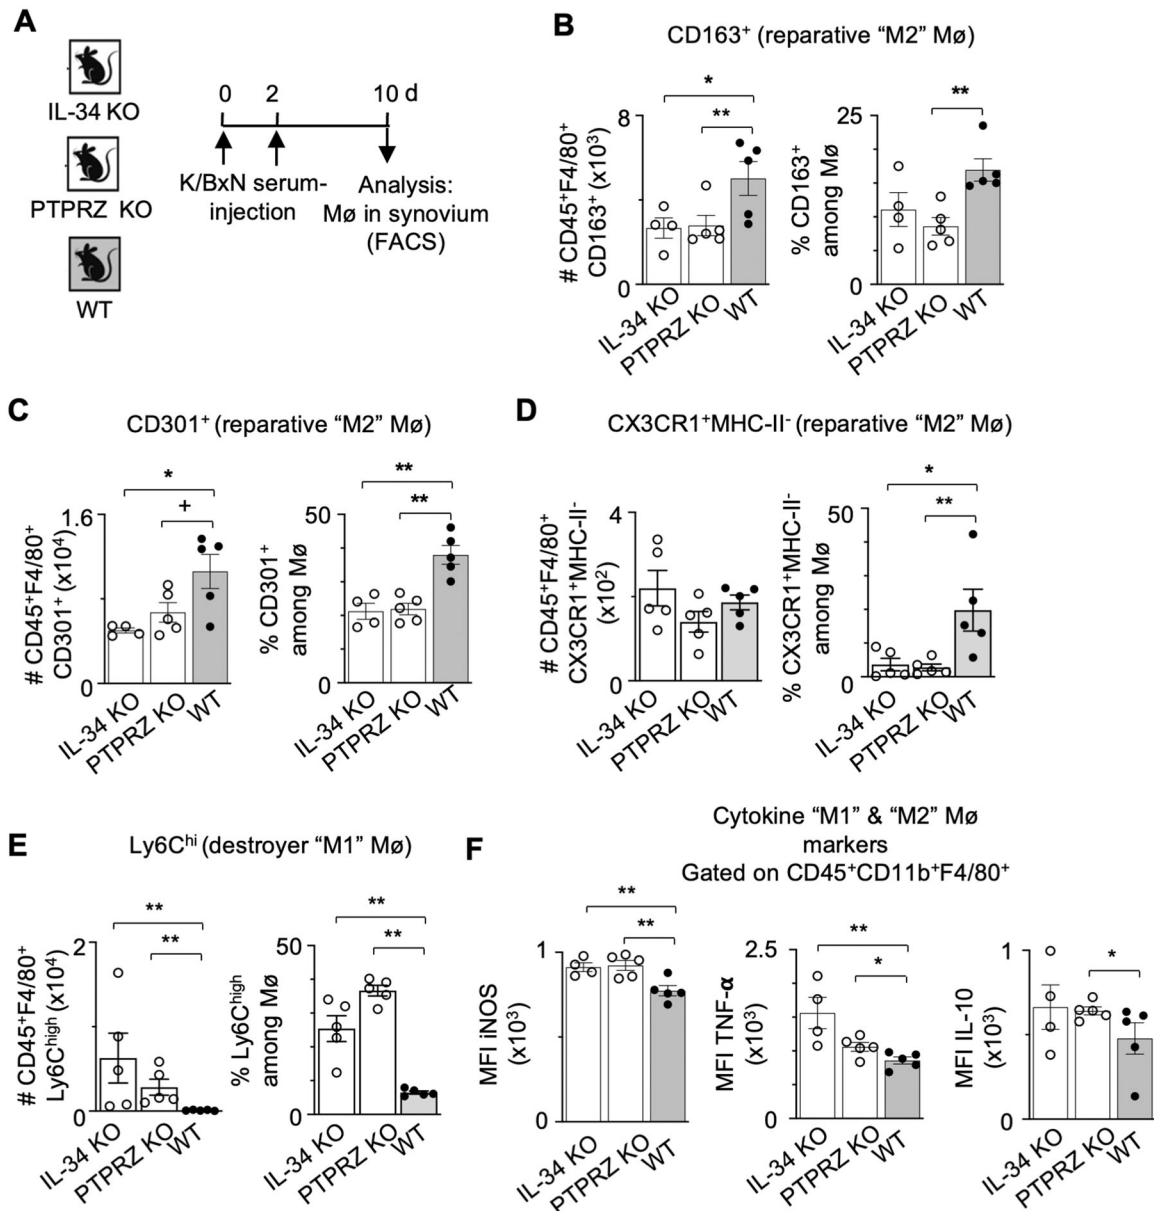 A
IL-34 KO
PTPRZ KO
WT
0 2 10 d
K/BxN serum-
injection
Analysis:
Mø in synovium
(FACS)
B
CD163⁺ (reparative “M2” Mø)
# CD45⁺F4/80⁺
CD163⁺ (x10³)
8
0
*
**
IL-34 KO
PTPRZ KO
WT
% CD163⁺
among Mø
25
0
**
IL-34 KO
PTPRZ KO
WT
C
CD301⁺ (reparative “M2” Mø)
# CD45⁺F4/80⁺
CD301⁺ (x10⁴)
1.6
0
*
+
IL-34 KO
PTPRZ KO
WT
% CD301⁺
among Mø
50
0
**
**
IL-34 KO
PTPRZ KO
WT
D
CX3CR1⁺MHC-II⁻ (reparative “M2” Mø)
# CD45⁺F4/80⁺
CX3CR1⁺MHC-II⁻
(x10²)
4
0
IL-34 KO
PTPRZ KO
WT
% CX3CR1⁺MHC-II⁻
among Mø
50
0
*
**
IL-34 KO
PTPRZ KO
WT
E
Ly6Cʰⁱ (destroyer “M1” Mø)
# CD45⁺F4/80⁺
Ly6Cʰⁱᵍʰ (x10⁴)
2
0
**
**
IL-34 KO
PTPRZ KO
WT
% Ly6Cʰⁱᵍʰ
among Mø
50
0
**
**
IL-34 KO
PTPRZ KO
WT
F
Cytokine “M1” & “M2” Mø
markers
Gated on CD45⁺CD11b⁺F4/80⁺
MFI iNOS
(x10³)
1
0
**
**
IL-34 KO
PTPRZ KO
WT
MFI TNF-α
(x10³)
2.5
0
**
*
IL-34 KO
PTPRZ KO
WT
MFI IL-10
(x10³)
1
0
*
IL-34 KO
PTPRZ KO
WT